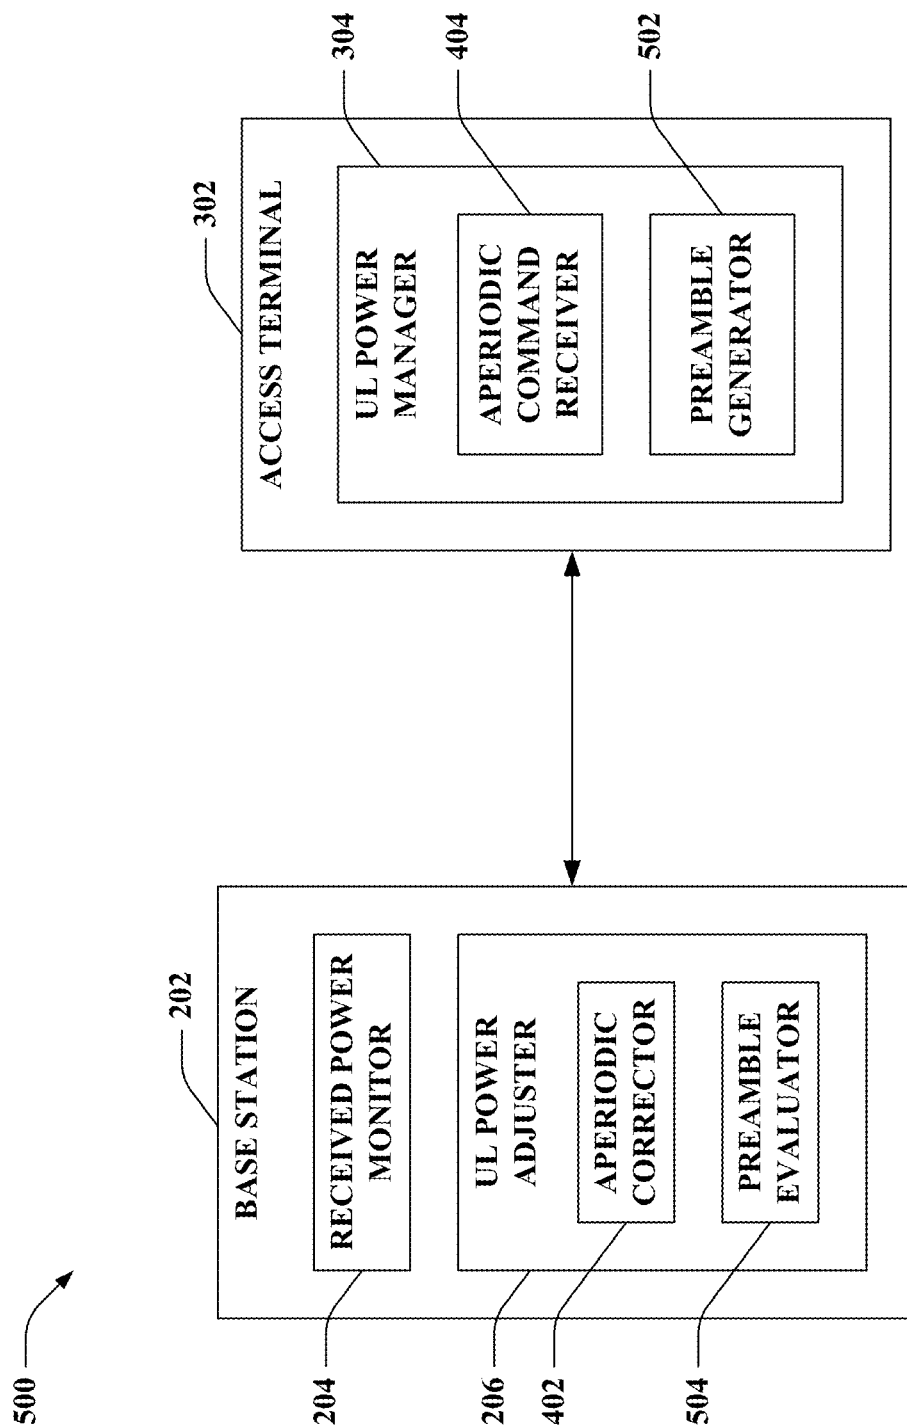 500
202
BASE STATION
204
RECEIVED POWER
MONITOR
206
UL POWER
ADJUSTER
402
APERIODIC
CORRECTOR
504
PREAMBLE
EVALUATOR
302
ACCESS TERMINAL
304
UL POWER
MANAGER
404
APERIODIC
COMMAND
RECEIVER
502
PREAMBLE
GENERATOR